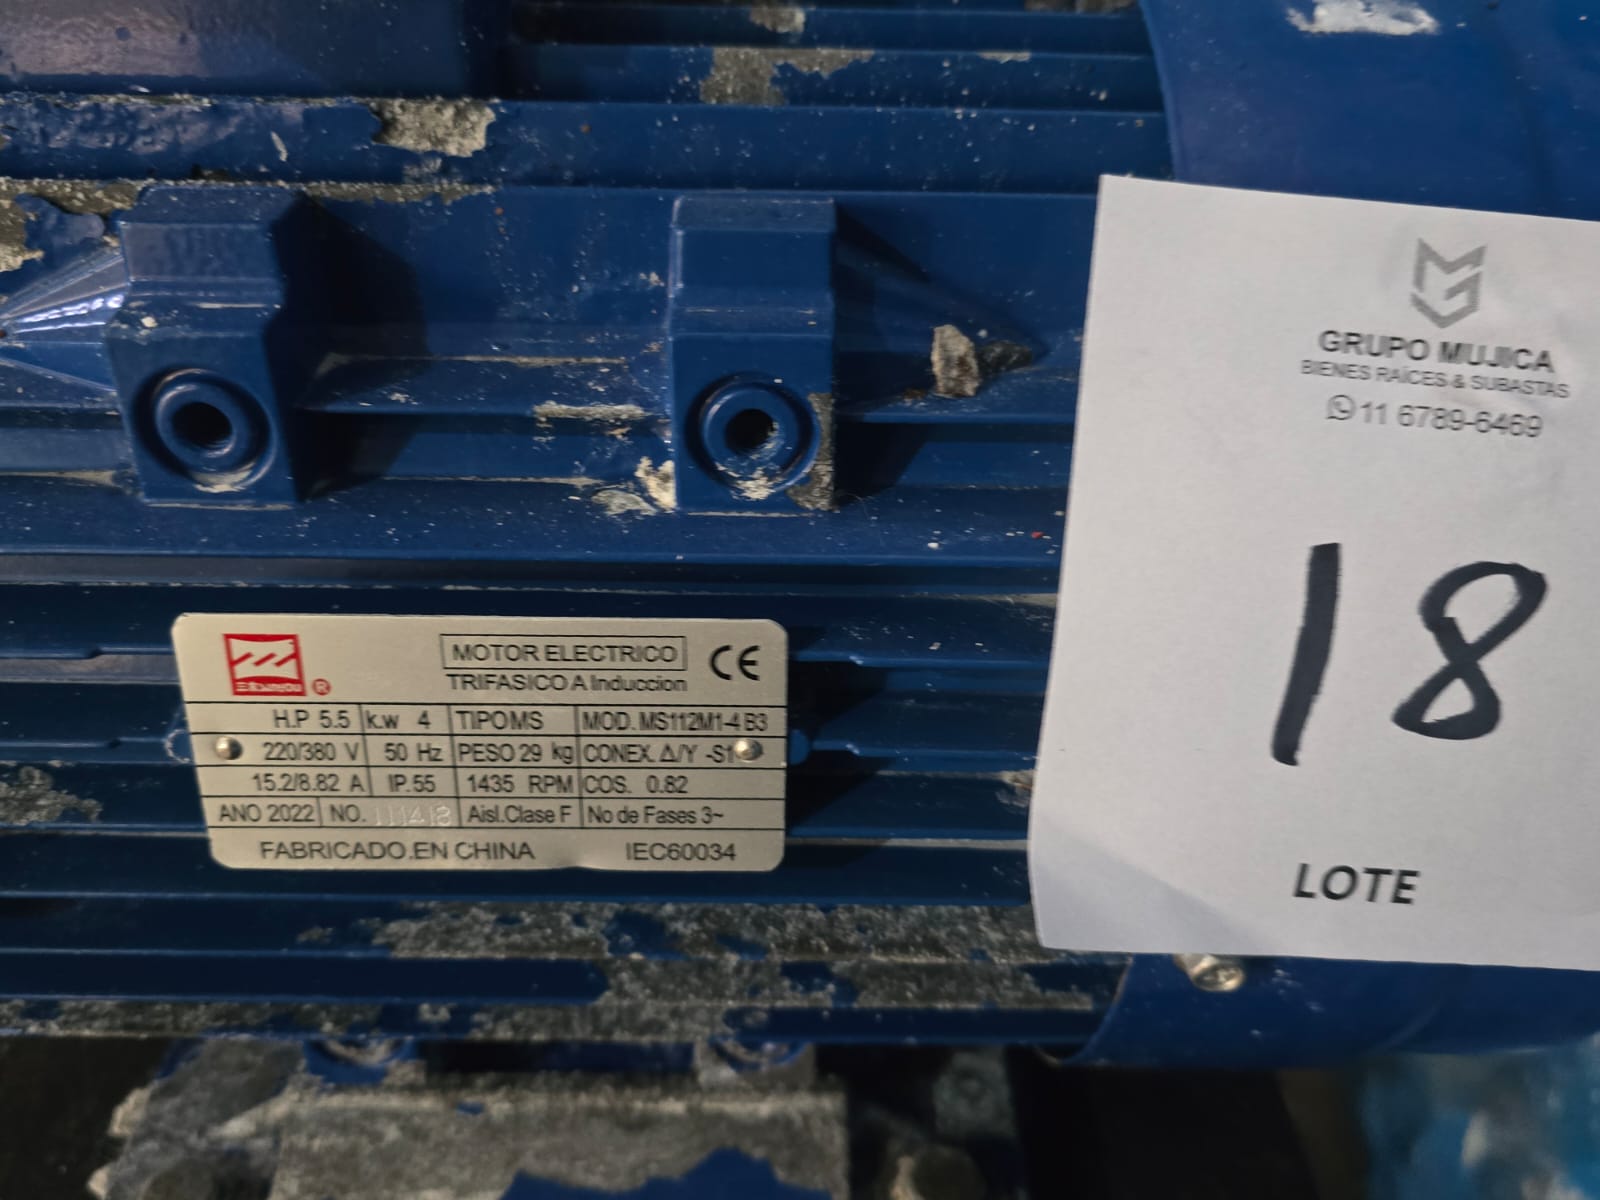 GRUPO MUJICA
BIENES RAÍCES & SUBASTAS
11 6789-6469
18
LOTE
MOTOR ELECTRICO
CE
TRIFASICO A Induccion
®
H.P 5.5 k.w 4 TIPO MS MOD. MS112M1-4 B3
220/380 V 50 Hz PESO 29 kg CONEX. Δ/Y -S1
15.2/8.82 A IP.55 1435 RPM COS. 0.82
ANO 2022 NO. 111418 Aisl.Clase F No de Fases 3~
FABRICADO.EN CHINA IEC60034